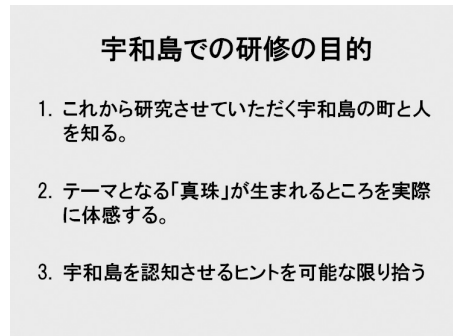 宇和島での研修の目的
1. これから研究させていただく宇和島の町と人
を知る。
2. テーマとなる「真珠」が生まれるところを実際
に体感する。
3. 宇和島を認知させるヒントを可能な限り拾う